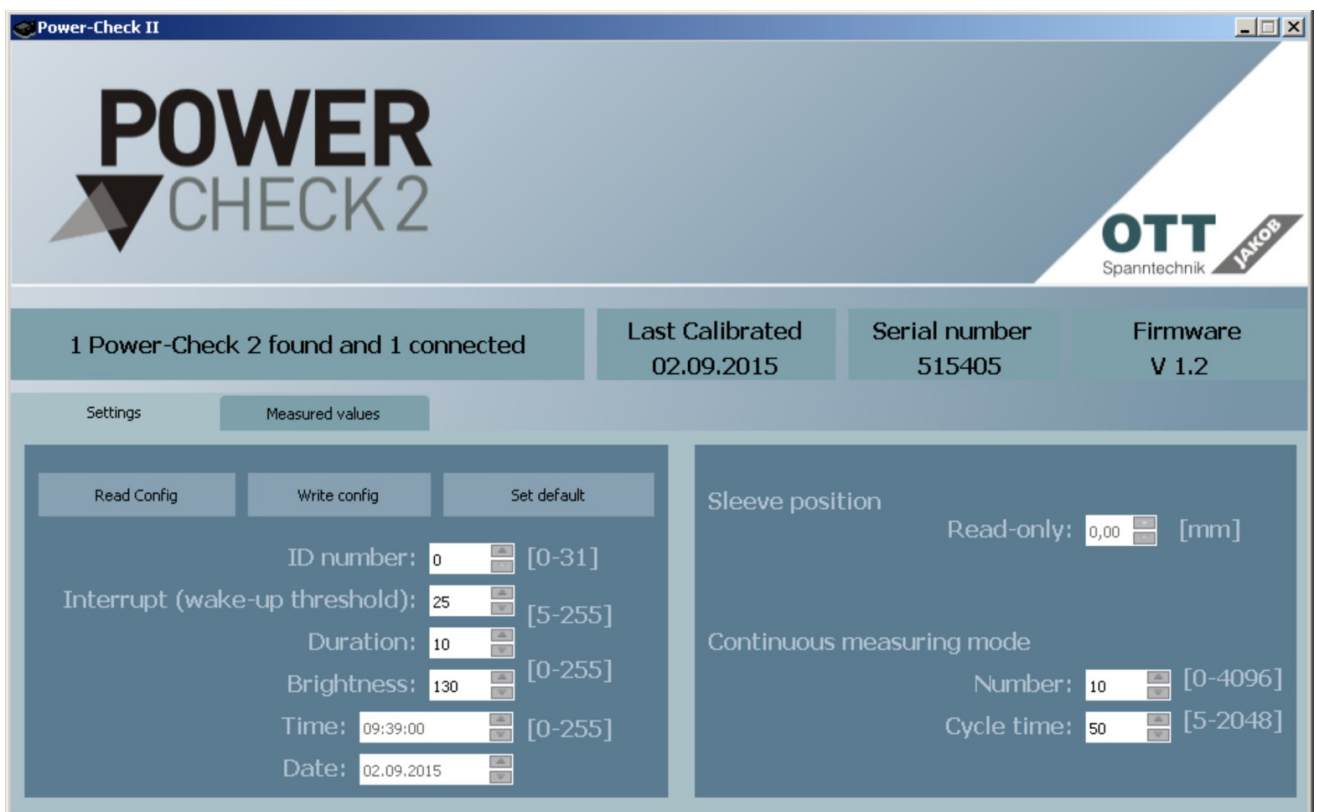 Power-Check II
POWER
CHECK 2
OTT
JAKOB
Spanntechnik
1 Power-Check 2 found and 1 connected
Last Calibrated
02.09.2015
Serial number
515405
Firmware
V 1.2
Settings
Measured values
Read Config
Write config
Set default
ID number: 0 [0-31]
Interrupt (wake-up threshold): 25 [5-255]
Duration: 10 [0-255]
Brightness: 130 [0-255]
Time: 09:39:00
Date: 02.09.2015
Sleeve position
Read-only: 0,00 [mm]
Continuous measuring mode
Number: 10 [0-4096]
Cycle time: 50 [5-2048]